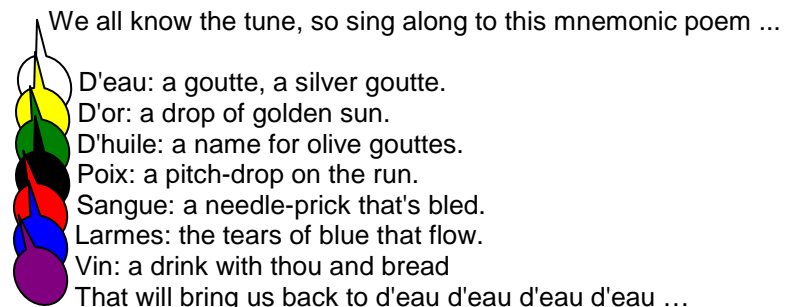 We all know the tune, so sing along to this mnemonic poem ...
D'eau: a goutte, a silver goutte.
D'or: a drop of golden sun.
D'huile: a name for olive gouttes.
Poix: a pitch-drop on the run.
Sangue: a needle-prick that's bled.
Larmes: the tears of blue that flow.
Vin: a drink with thou and bread
That will bring us back to d'eau d'eau d'eau d'eau …